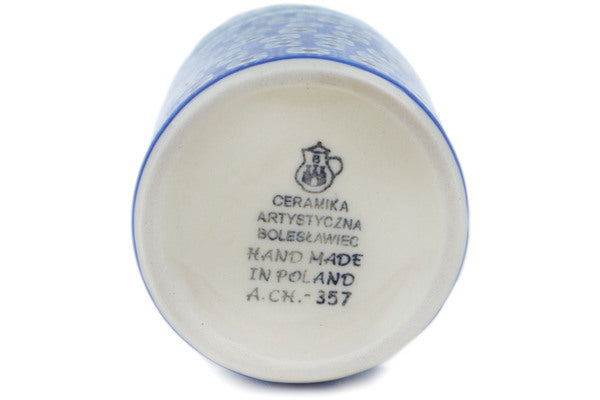 B
CERAMIKA
ARTYSTYCZNA
BOLESŁAWIEC
HAND MADE
IN POLAND
A.CH.-357